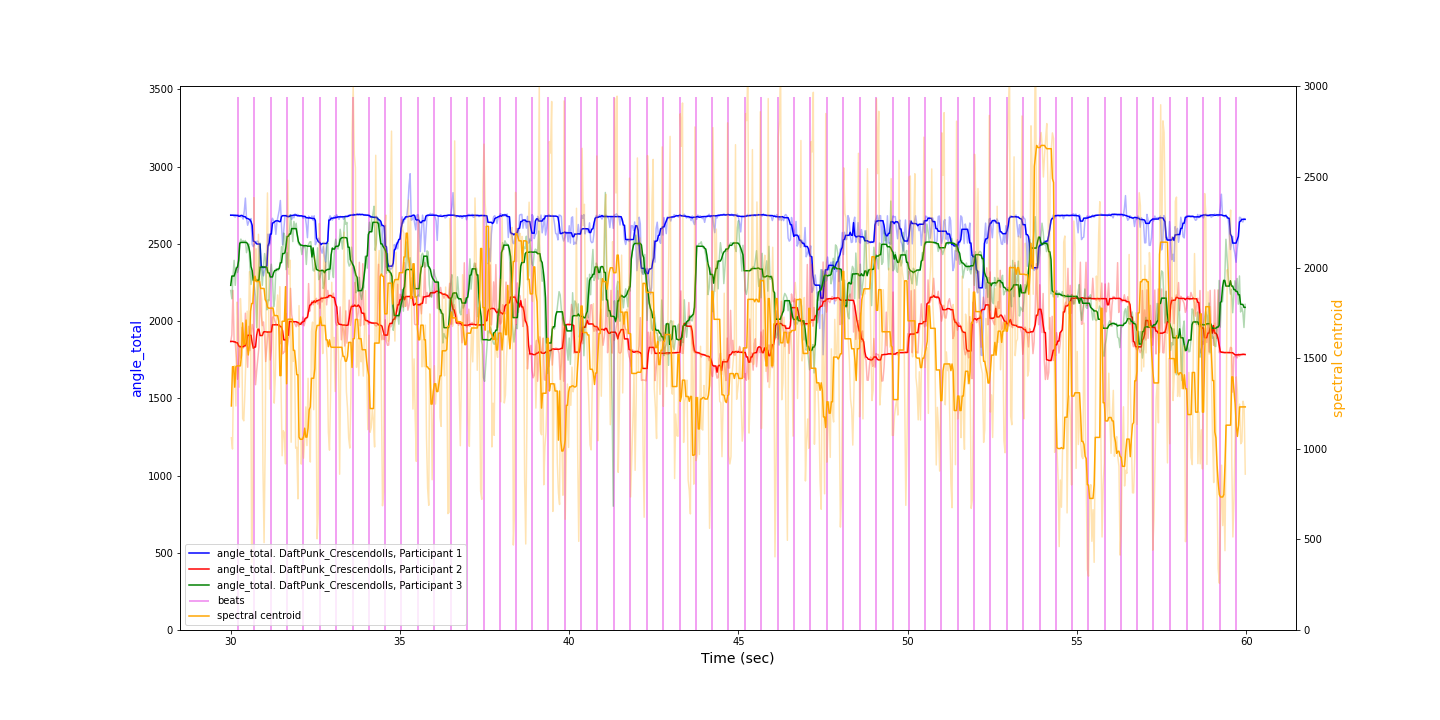 3500
3000
2500
2000
1500
1000
500
0
angle_total
3000
2500
2000
1500
1000
500
0
spectral centroid
angle_total. DaftPunk_Crescendolls, Participant 1
angle_total. DaftPunk_Crescendolls, Participant 2
angle_total. DaftPunk_Crescendolls, Participant 3
beats
spectral centroid
30
35
40
45
50
55
60
Time (sec)